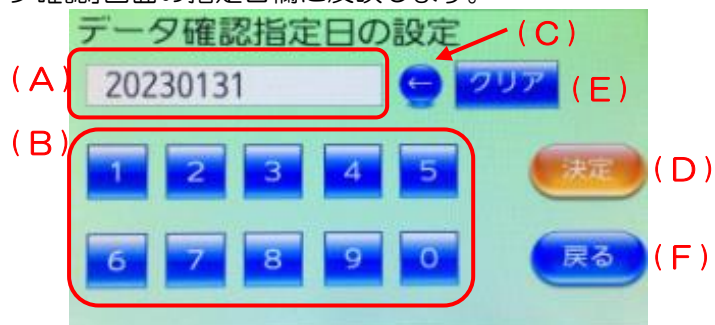 データ確認指定日の設定 (C)
(A) 20230131 ← クリア (E)
(B)
1 2 3 4 5 決定 (D)
6 7 8 9 0 戻る (F)